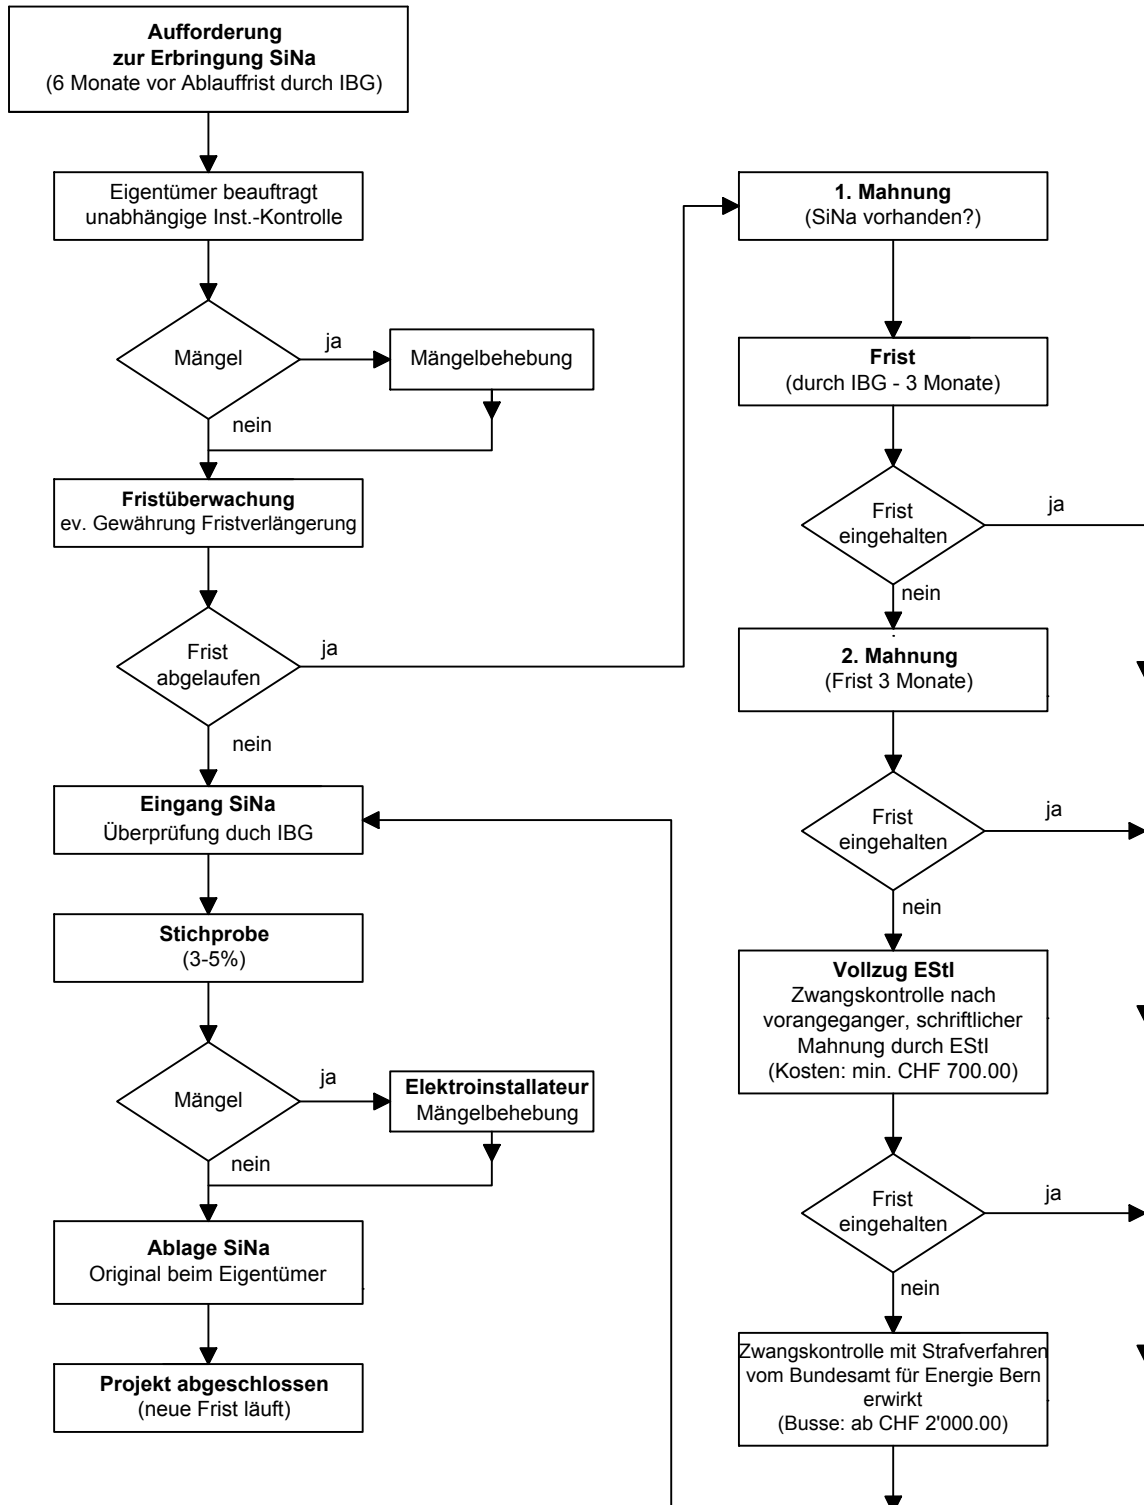 Aufforderung
zur Erbringung SiNa
(6 Monate vor Ablauffrist durch IBG)
Eigentümer beauftragt
unabhängige Inst.-Kontrolle
Mängel
ja
Mängelbehebung
nein
Fristüberwachung
ev. Gewährung Fristverlängerung
Frist
abgelaufen
ja
nein
Eingang SiNa
Überprüfung duch IBG
Stichprobe
(3-5%)
Mängel
ja
Elektroinstallateur
Mängelbehebung
nein
Ablage SiNa
Original beim Eigentümer
Projekt abgeschlossen
(neue Frist läuft)
1. Mahnung
(SiNa vorhanden?)
Frist
(durch IBG - 3 Monate)
Frist
eingehalten
ja
nein
2. Mahnung
(Frist 3 Monate)
Frist
eingehalten
ja
nein
Vollzug EStI
Zwangskontrolle nach
vorangeganger, schriftlicher
Mahnung durch EStI
(Kosten: min. CHF 700.00)
Frist
eingehalten
ja
nein
Zwangskontrolle mit Strafverfahren
vom Bundesamt für Energie Bern
erwirkt
(Busse: ab CHF 2'000.00)